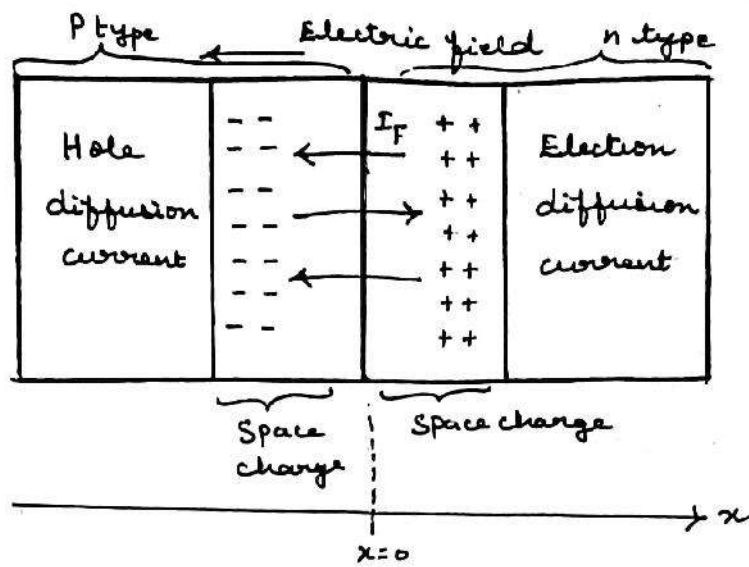 P type Electric field n type
Hole
diffusion
current
I_F
Election
diffusion
current
- -
- -
- -
- -
- -
- -
- -
+ +
+ +
+ +
+ +
+ +
+ +
+ +
Space
charge
Space charge
x
x=0